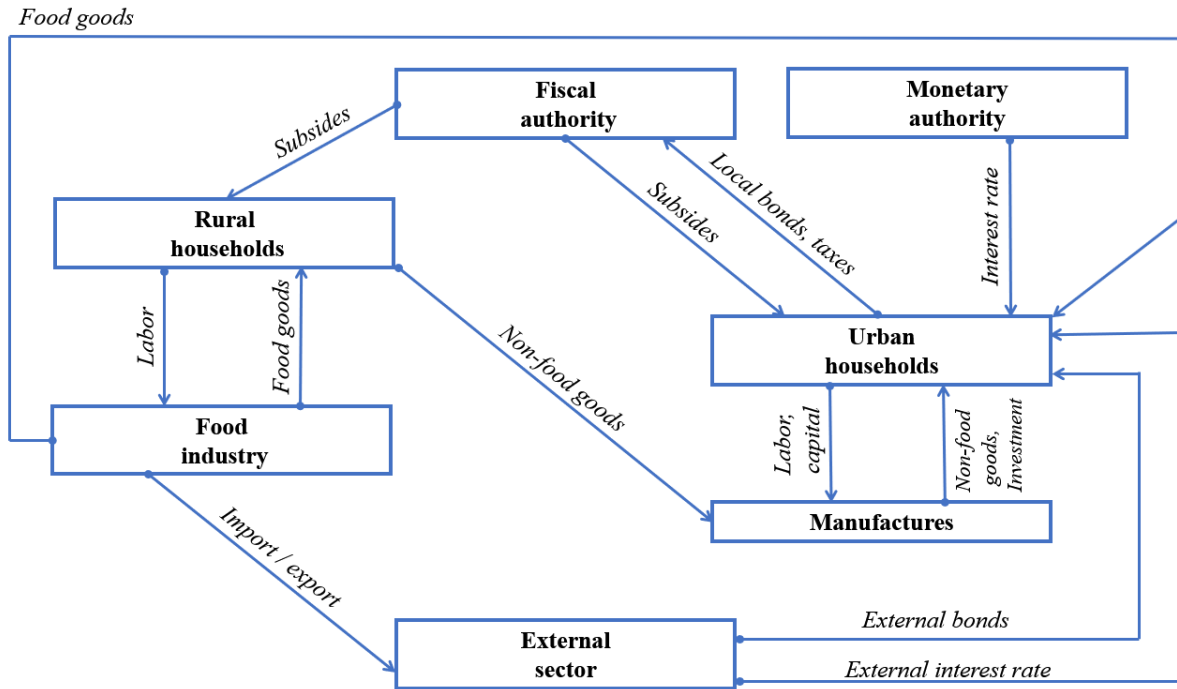 Food goods
Fiscal
authority
Monetary
authority
Subsides
Rural
households
Subsides
Local bonds, taxes
Interest rate
Labor
Food goods
Non-food goods
Urban
households
Food
industry
Labor,
capital
Non-food
goods,
Investment
Manufactures
Import / export
External
sector
External bonds
External interest rate